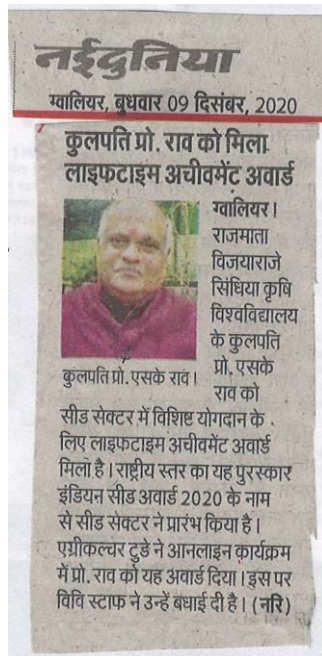 नईदुनिया
ग्वालियर, बुधवार 09 दिसंबर, 2020
कुलपति प्रो. राव को मिला
लाइफटाइम अचीवमेंट अवार्ड
ग्वालियर।
राजमाता
विजयाराजे
सिंधिया कृषि
विश्वविद्यालय
के कुलपति
प्रो. एसके
राव को
कुलपति प्रो. एसके राव।
सीड सेक्टर में विशिष्ट योगदान के
लिए लाइफटाइम अचीवमेंट अवार्ड
मिला है। राष्ट्रीय स्तर का यह पुरस्कार
इंडियन सीड अवार्ड 2020 के नाम
से सीड सेक्टर ने प्रारंभ किया है।
एग्रीकल्चर टुडे ने आनलाइन कार्यक्रम
में प्रो. राव को यह अवार्ड दिया। इस पर
विवि स्टाफ ने उन्हें बधाई दी है। (नरि)